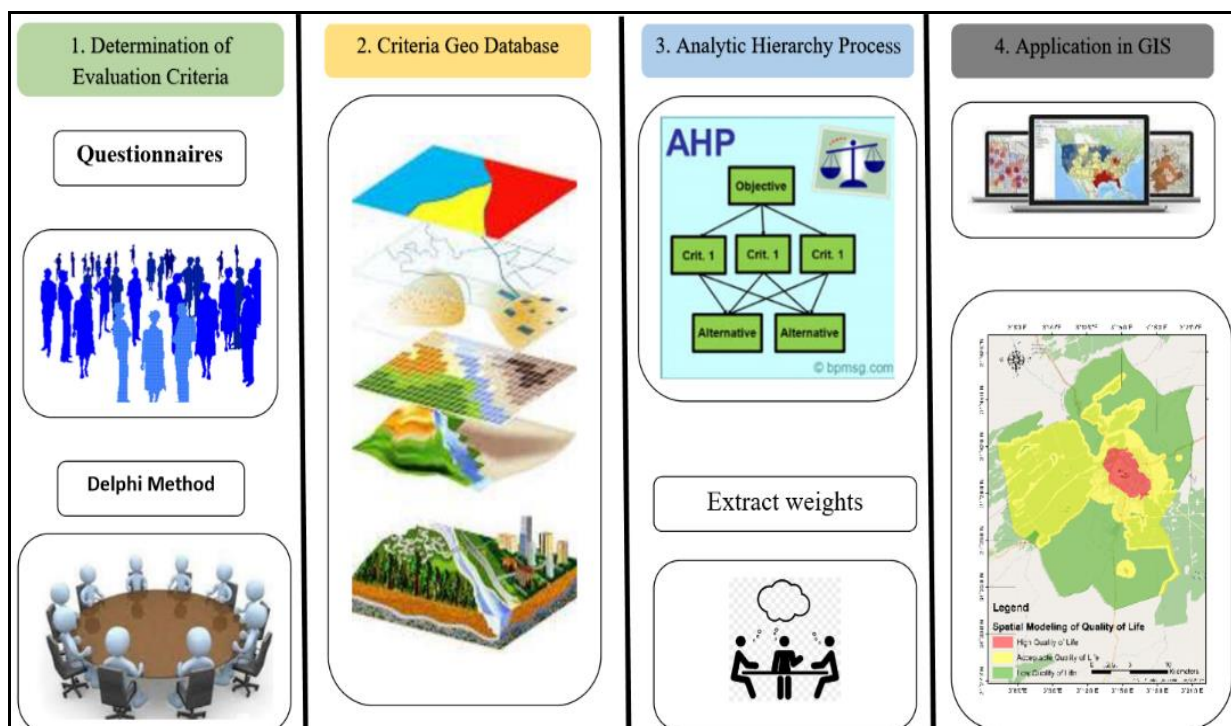 1. Determination of
Evaluation Criteria
Questionnaires
Delphi Method
2. Criteria Geo Database
3. Analytic Hierarchy Process
AHP
Objective
Crit. 1
Crit. 1
Crit. 1
Alternative
Alternative
© bpmsg.com
Extract weights
4. Application in GIS
Legend
Spatial Modeling of Quality of Life
High Quality of Life
Acceptable Quality of Life
Low Quality of Life
Kilometers